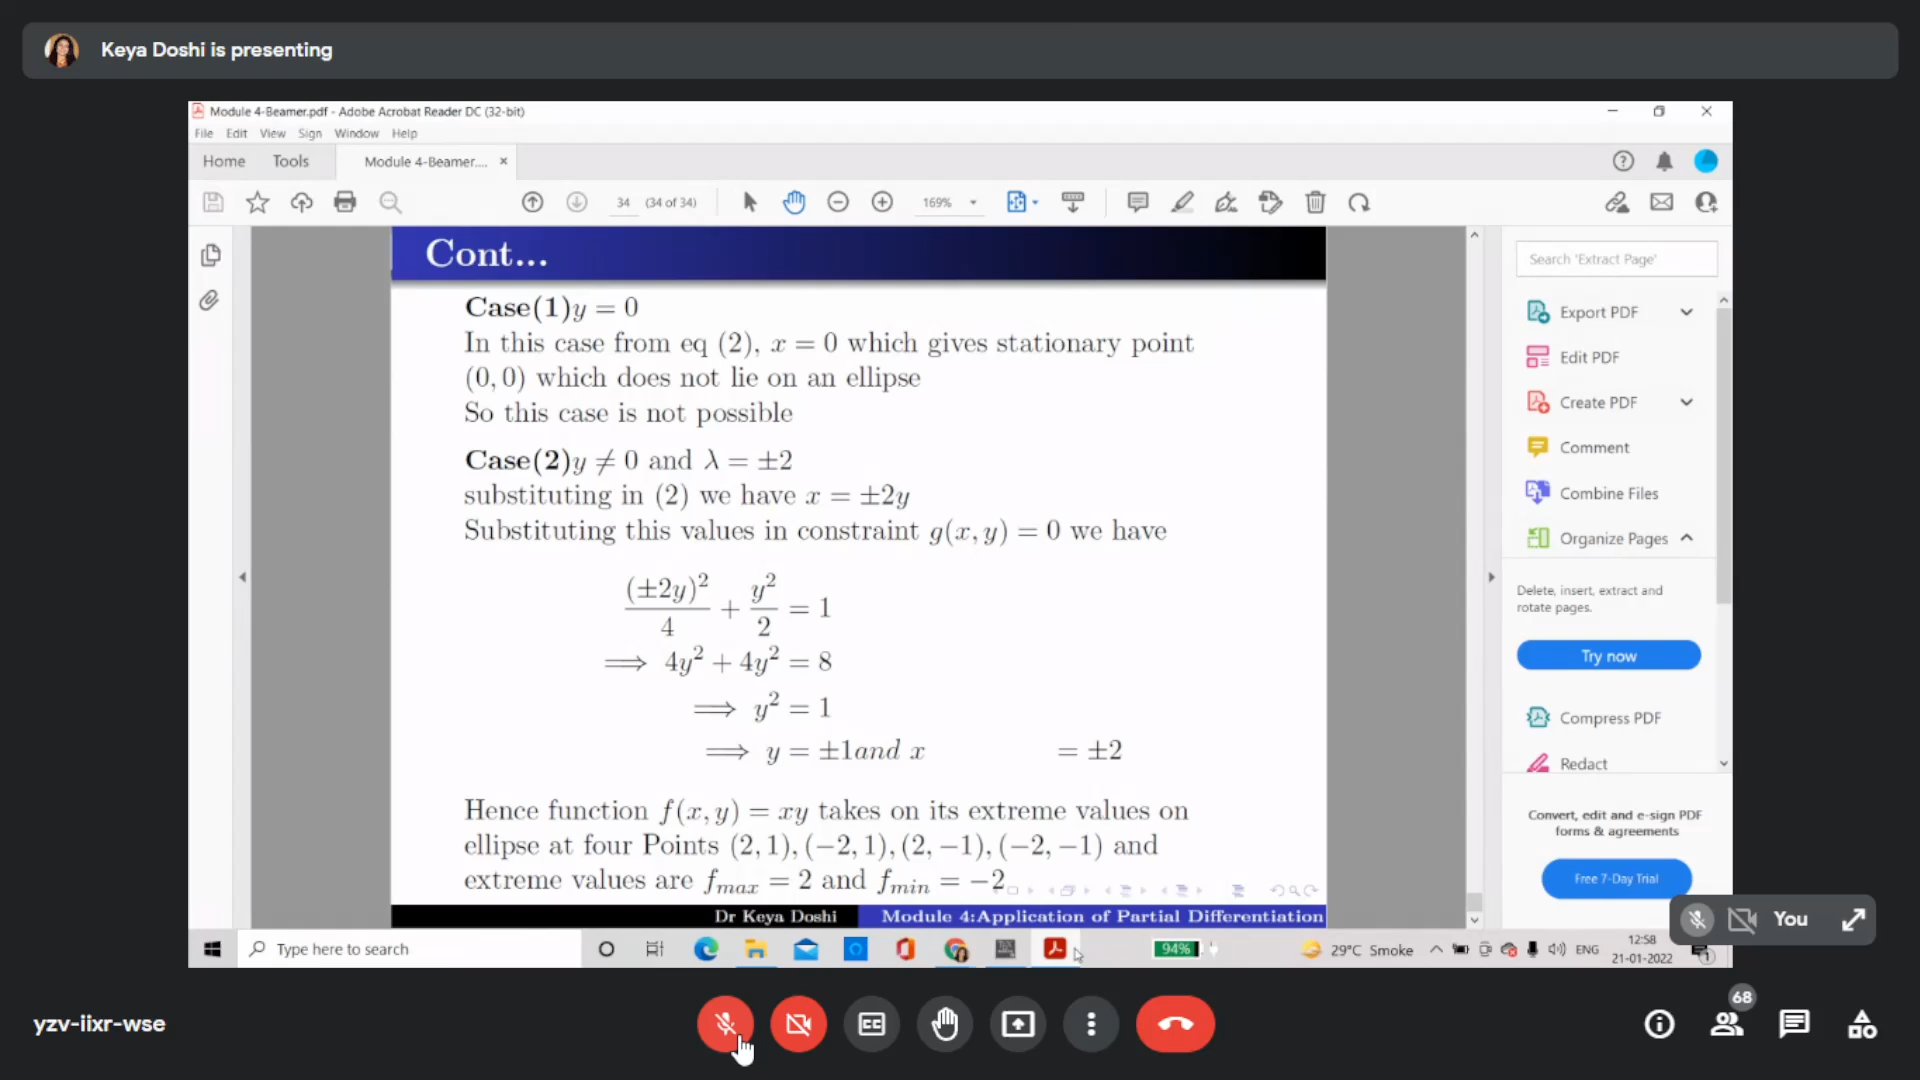 Keya Doshi is presenting
Module 4-Beamer.pdf - Adobe Acrobat Reader DC (32-bit)
File Edit View Sign Window Help
Home Tools Module 4-Beamer.... ×
34 (34 of 34) 169%
Cont...
Search 'Extract Page'
Case(1)y = 0
In this case from eq (2), x = 0 which gives stationary point
(0, 0) which does not lie on an ellipse
So this case is not possible
Case(2)y ≠ 0 and λ = ±2
substituting in (2) we have x = ±2y
Substituting this values in constraint g(x, y) = 0 we have
(±2y)²/4 + y²/2 = 1
⟹ 4y² + 4y² = 8
⟹ y² = 1
⟹ y = ±1and x = ±2
Hence function f(x, y) = xy takes on its extreme values on
ellipse at four Points (2, 1), (−2, 1), (2, −1), (−2, −1) and
extreme values are fmax = 2 and fmin = −2
Dr Keya Doshi Module 4:Application of Partial Differentiation
Export PDF
Edit PDF
Create PDF
Comment
Combine Files
Organize Pages
Delete, insert, extract and
rotate pages.
Try now
Compress PDF
Redact
Convert, edit and e-sign PDF
forms & agreements
Free 7-Day Trial
You
Type here to search
94%
29°C Smoke
ENG
12:58
21-01-2022
1
yzv-iixr-wse
CC
68